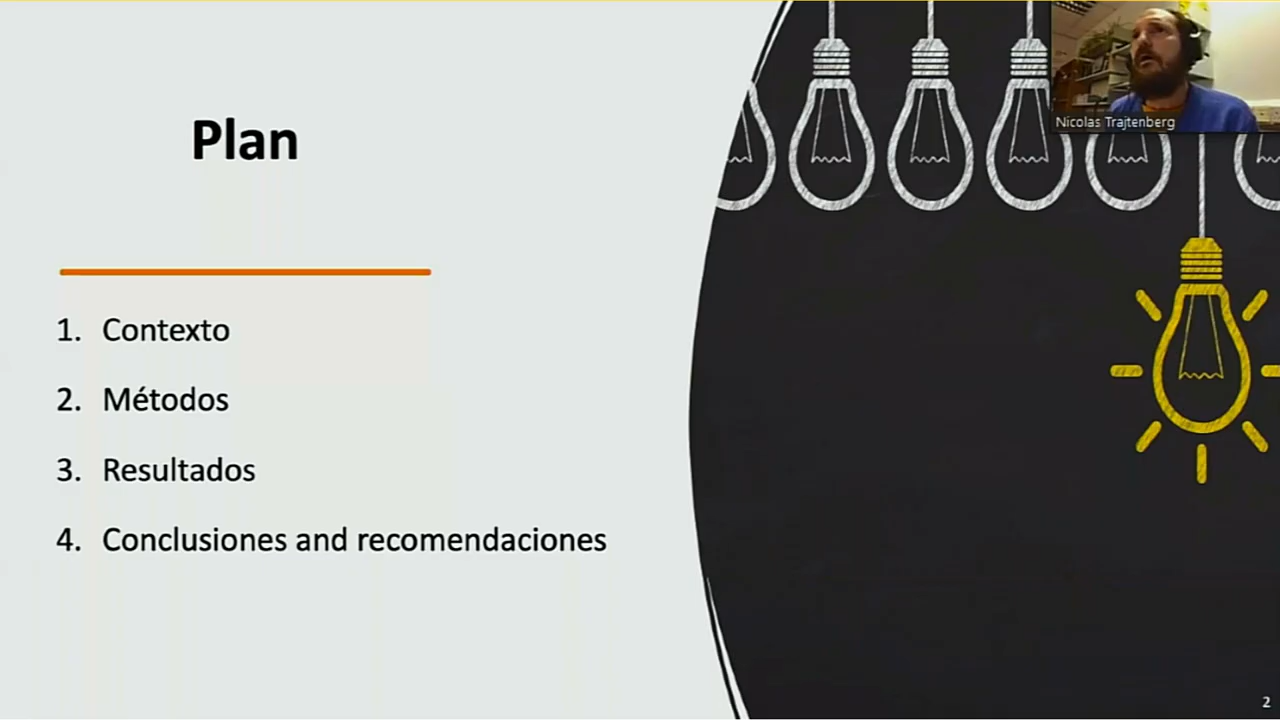 Plan
1. Contexto
2. Métodos
3. Resultados
4. Conclusiones and recomendaciones
Nicolas Trajtenberg
2